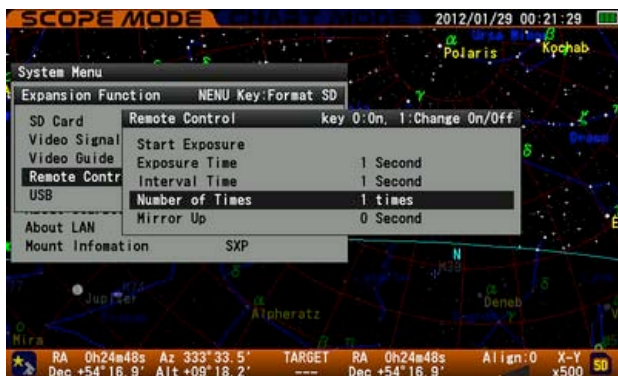 SCOPE MODE
2012/01/29 00:21:29
α Ursa Minor β
Polaris Kochab
System Menu
γ
Expansion Function NENU Key:Format SD
SD Card
Remote Control key 0:On, 1:Change On/Off
Video Signal
Start Exposure
Video Guide
Exposure Time 1 Second
δ
Remote Contr
Interval Time 1 Second
USB
Number of Times 1 times
Mirror Up 0 Second
About LAN
Mount Infomation SXP
N
M39
Jupiter
α
Alpheratz
α
Deneb
δ
Mira
RA 0h24m48s Az 333°33.5' TARGET RA 0h24m48s Align:0 X-Y
Dec +54°16.9' Alt +09°18.2' --- Dec +54°16.9' x500 SD